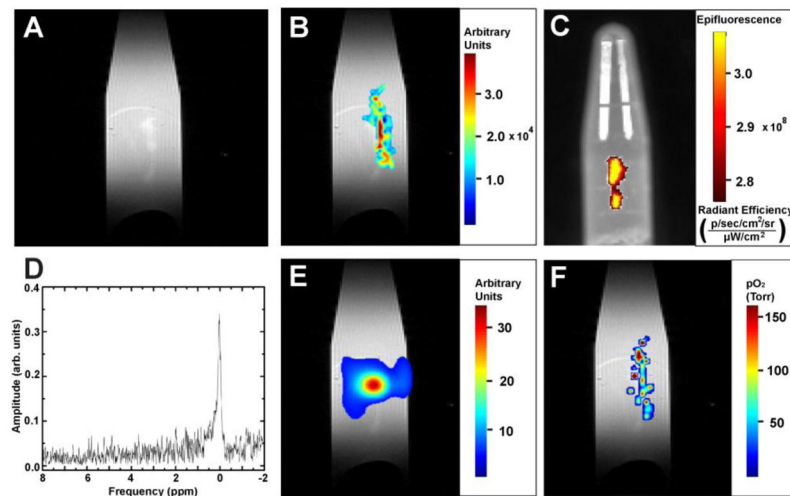 A
B
Arbitrary
Units
3.0
2.0 x 10⁴
1.0
C
Epifluorescence
3.0
2.9 x 10⁸
2.8
Radiant Efficiency
(p/sec/cm²/sr
µW/cm²)
D
Amplitude (arb. units)
0.4
0.3
0.2
0.1
0.0
8 6 4 2 0 -2
Frequency (ppm)
E
Arbitrary
Units
30
20
10
F
pO₂
(Torr)
150
100
50